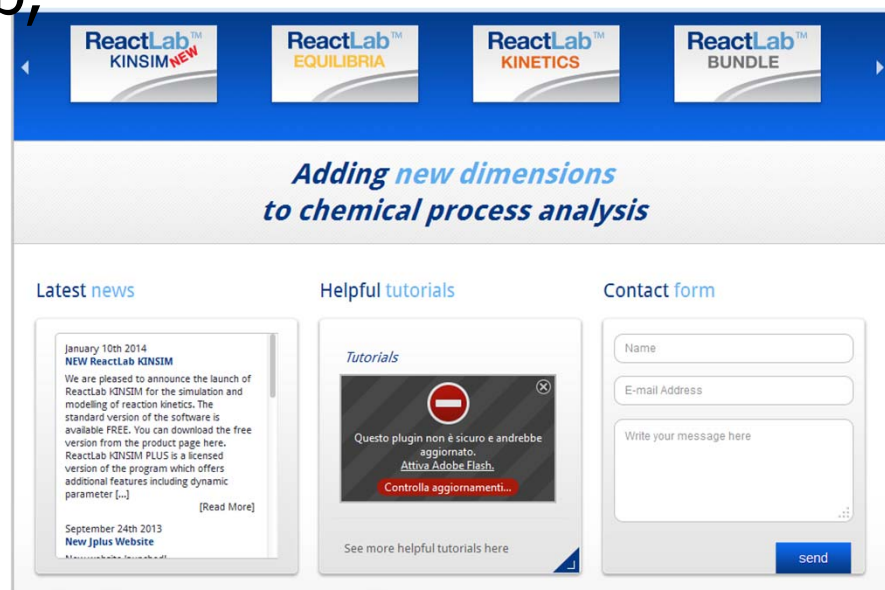 ReactLab™
KINSIM NEW
ReactLab™
EQUILIBRIA
ReactLab™
KINETICS
ReactLab™
BUNDLE
Adding new dimensions
to chemical process analysis
Latest news
January 10th 2014
NEW ReactLab KINSIM
We are pleased to announce the launch of
ReactLab KINSIM for the simulation and
modelling of reaction kinetics. The
standard version of the software is
available FREE. You can download the free
version from the product page here.
ReactLab KINSIM PLUS is a licensed
version of the program which offers
additional features including dynamic
parameter [...]
[Read More]
September 24th 2013
New Jplus Website
Helpful tutorials
Tutorials
Questo plugin non è sicuro e andrebbe
aggiornato.
Attiva Adobe Flash.
Controlla aggiornamenti...
See more helpful tutorials here
Contact form
Name
E-mail Address
Write your message here
send